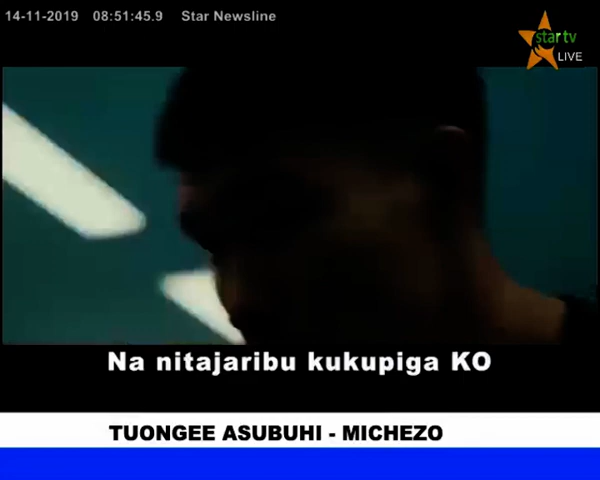 14-11-2019 08:51:45.9 Star Newsline
star tv
LIVE
Na nitajaribu kukupiga KO
TUONGEE ASUBUHI - MICHEZO